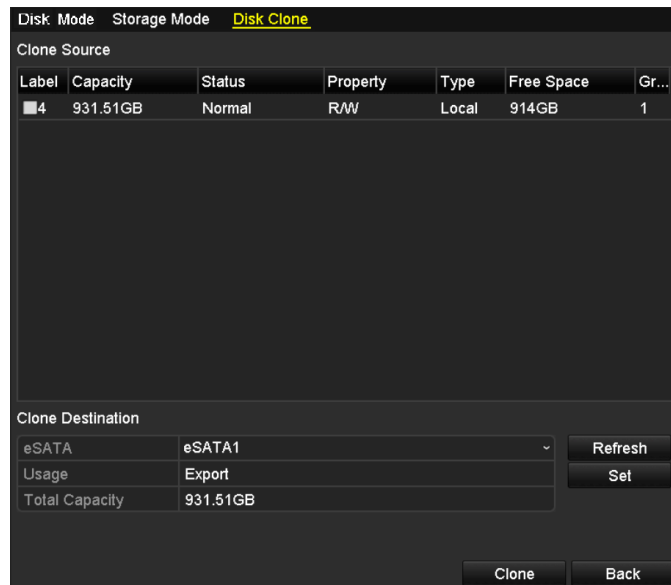 Disk Mode Storage Mode Disk Clone
Clone Source
Label Capacity Status Property Type Free Space Gr...
4 931.51GB Normal R/W Local 914GB 1
Clone Destination
eSATA eSATA1 Refresh
Usage Export Set
Total Capacity 931.51GB
Clone Back